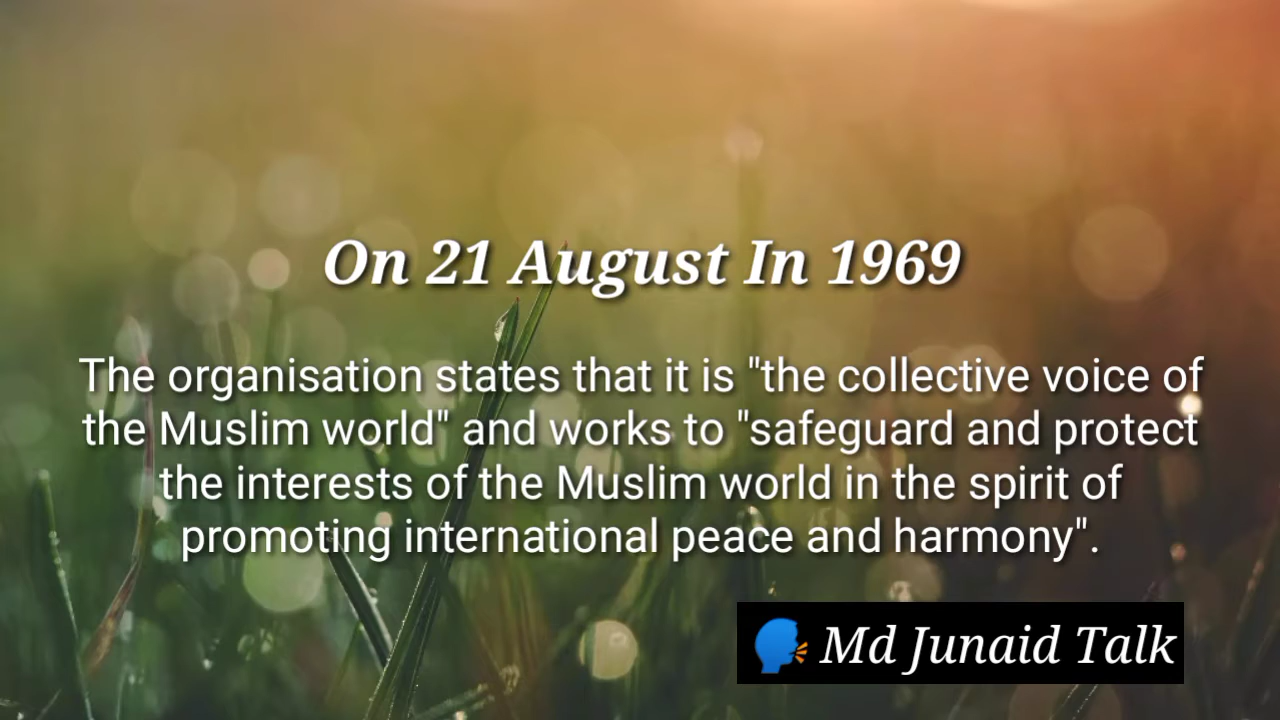 On 21 August In 1969
The organisation states that it is "the collective voice of
the Muslim world" and works to "safeguard and protect
the interests of the Muslim world in the spirit of
promoting international peace and harmony".
🗣 Md Junaid Talk